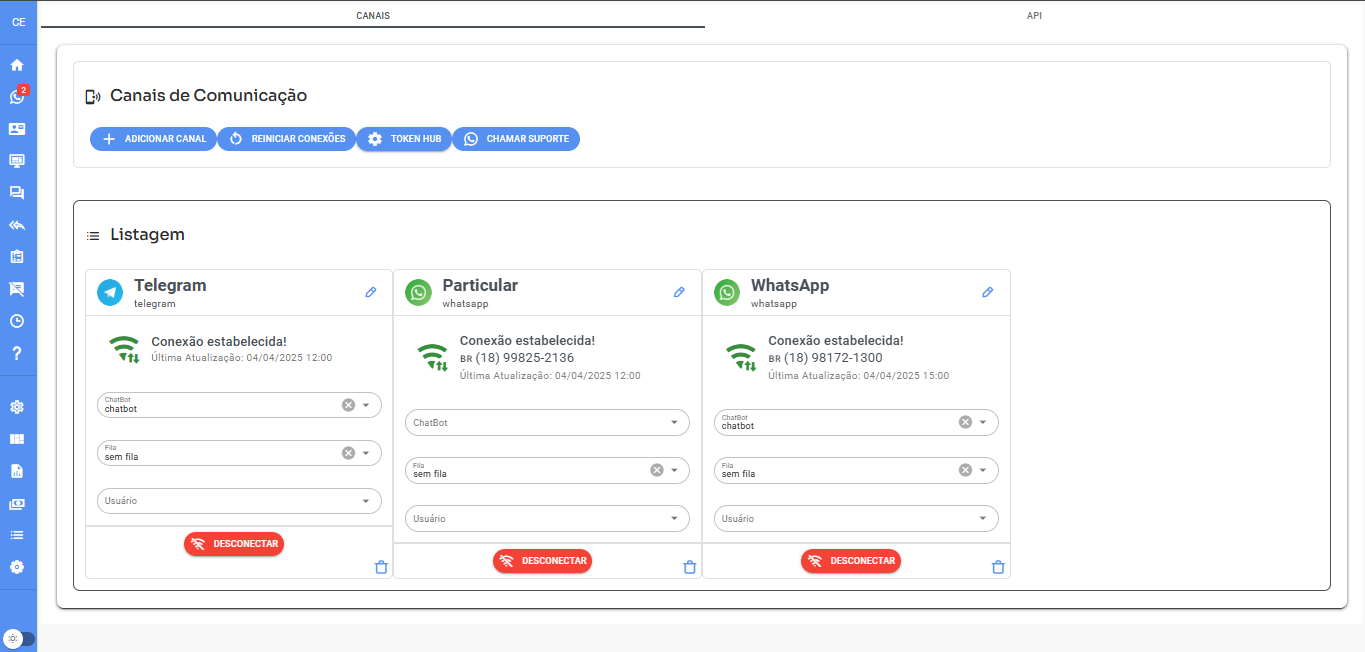 CE
CANAIS
API
2
Canais de Comunicação
ADICIONAR CANAL
REINICIAR CONEXÕES
TOKEN HUB
CHAMAR SUPORTE
Listagem
Telegram
telegram
Conexão estabelecida!
Última Atualização: 04/04/2025 12:00
ChatBot
chatbot
Fila
sem fila
Usuário
DESCONECTAR
Particular
whatsapp
Conexão estabelecida!
BR (18) 99825-2136
Última Atualização: 04/04/2025 12:00
ChatBot
Fila
sem fila
Usuário
DESCONECTAR
WhatsApp
whatsapp
Conexão estabelecida!
BR (18) 98172-1300
Última Atualização: 04/04/2025 15:00
ChatBot
chatbot
Fila
sem fila
Usuário
DESCONECTAR